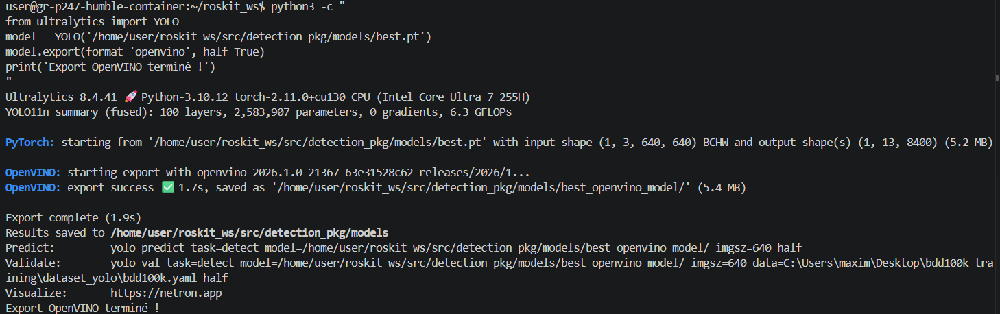 user@gr-p247-humble-container:~/roskit_ws$ python3 -c "
from ultralytics import YOLO
model = YOLO('/home/user/roskit_ws/src/detection_pkg/models/best.pt')
model.export(format='openvino', half=True)
print('Export OpenVINO terminé !')
"
Ultralytics 8.4.41 🚀 Python-3.10.12 torch-2.11.0+cu130 CPU (Intel Core Ultra 7 255H)
YOLO11n summary (fused): 100 layers, 2,583,907 parameters, 0 gradients, 6.3 GFLOPs
PyTorch: starting from '/home/user/roskit_ws/src/detection_pkg/models/best.pt' with input shape (1, 3, 640, 640) BCHW and output shape(s) (1, 13, 8400) (5.2 MB)
OpenVINO: starting export with openvino 2026.1.0-21367-63e31528c62-releases/2026/1...
OpenVINO: export success ✅ 1.7s, saved as '/home/user/roskit_ws/src/detection_pkg/models/best_openvino_model/' (5.4 MB)
Export complete (1.9s)
Results saved to /home/user/roskit_ws/src/detection_pkg/models
Predict:         yolo predict task=detect model=/home/user/roskit_ws/src/detection_pkg/models/best_openvino_model/ imgsz=640 half
Validate:        yolo val task=detect model=/home/user/roskit_ws/src/detection_pkg/models/best_openvino_model/ imgsz=640 data=C:\Users\maxim\Desktop\bdd100k_tra
ining\dataset_yolo\bdd100k.yaml half
Visualize:       https://netron.app
Export OpenVINO terminé !